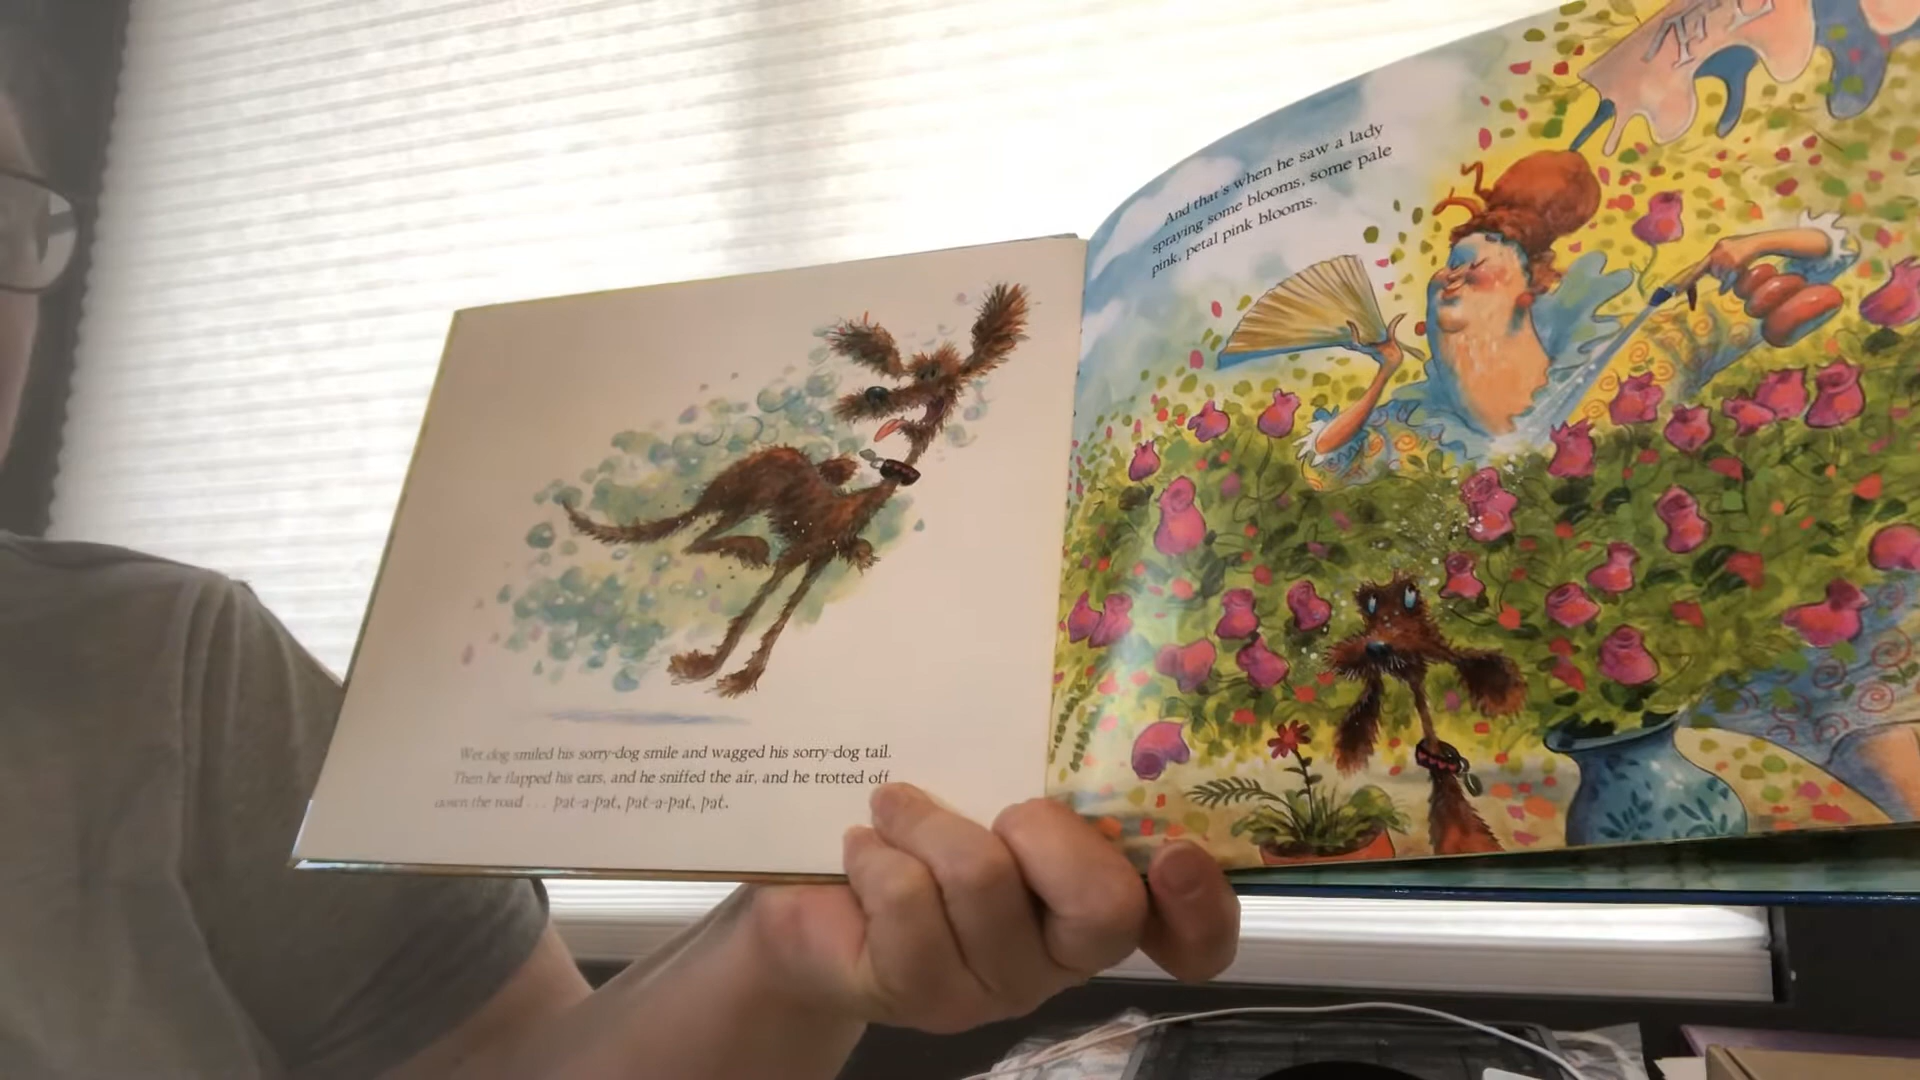 Wet dog smiled his sorry-dog smile and wagged his sorry-dog tail.
Then he flapped his ears, and he sniffed the air, and he trotted off
down the road . . . pat-a-pat, pat-a-pat, pat.
And that's when he saw a lady
spraying some blooms, some pale
pink, petal pink blooms.